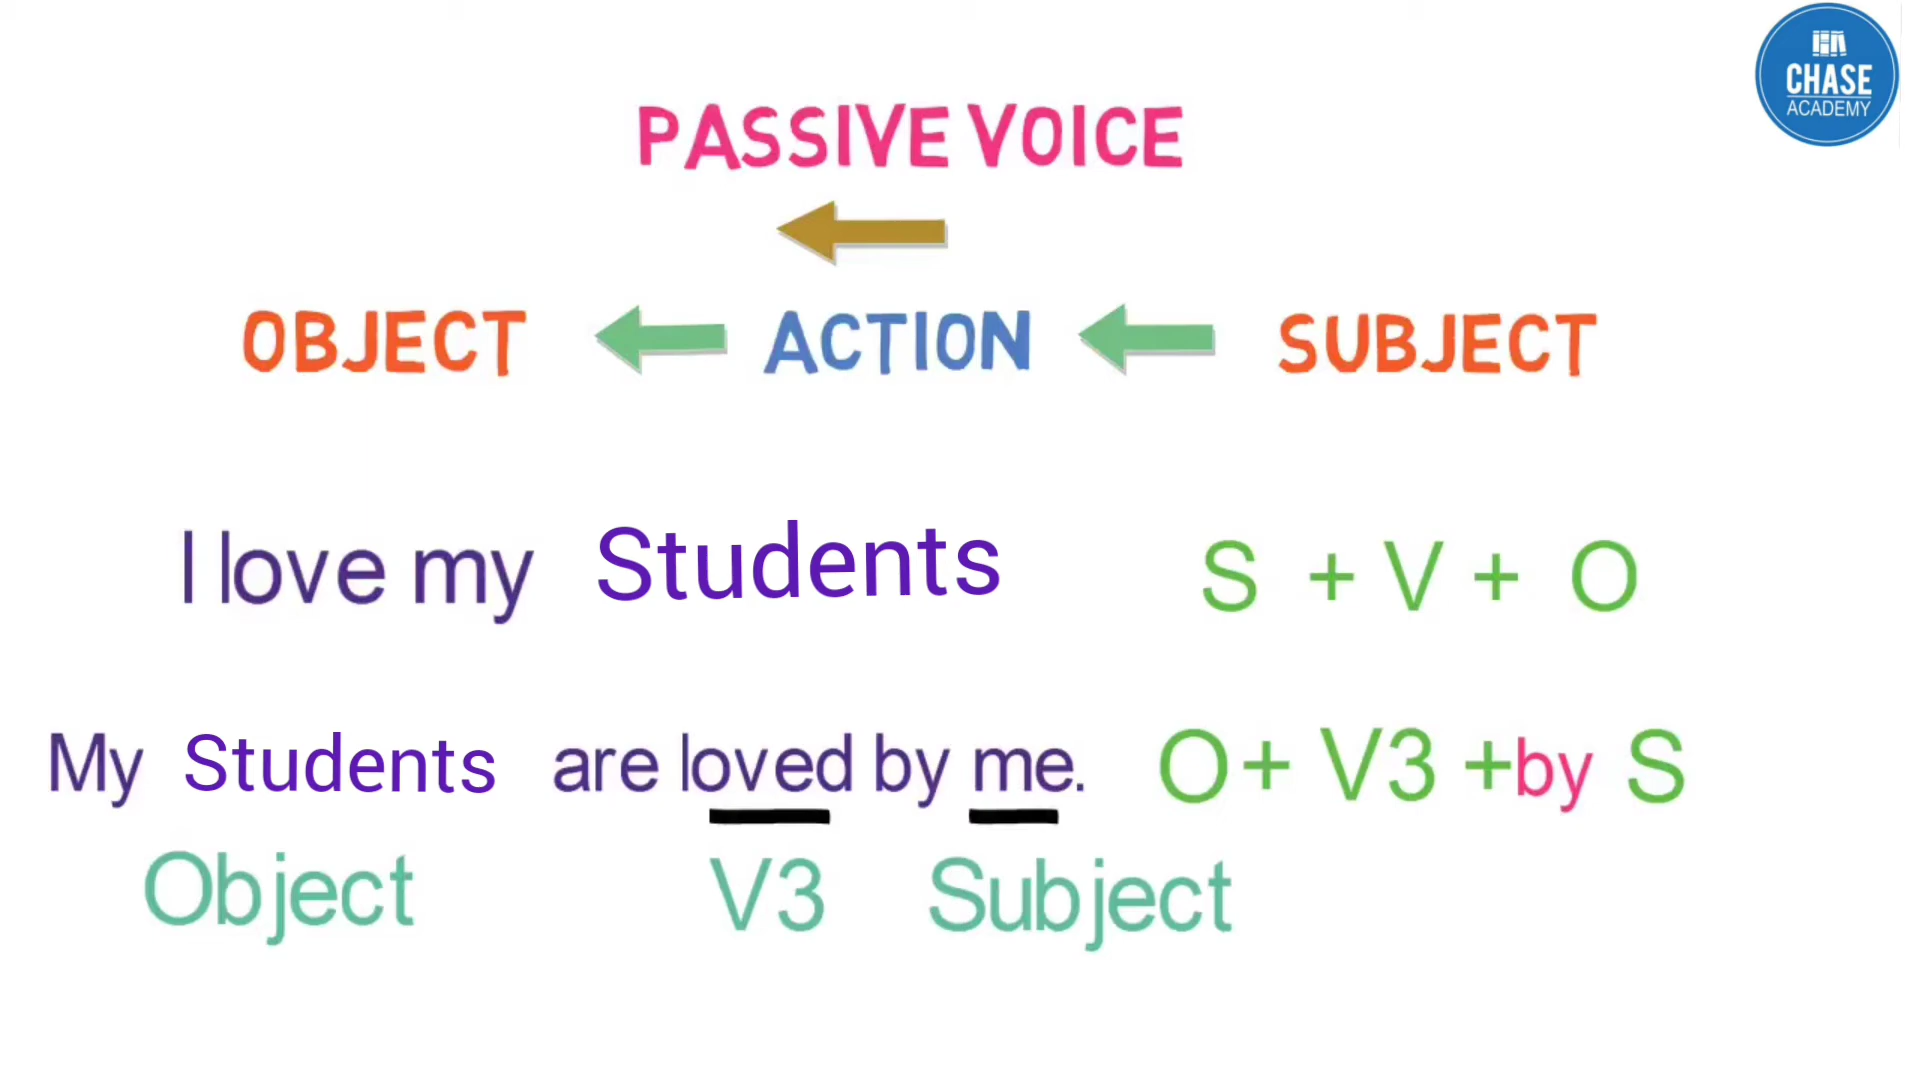 CHASE
ACADEMY
PASSIVE VOICE
OBJECT ACTION SUBJECT
I love my Students S + V + O
My Students are loved by me. O+ V3 +by S
Object V3 Subject